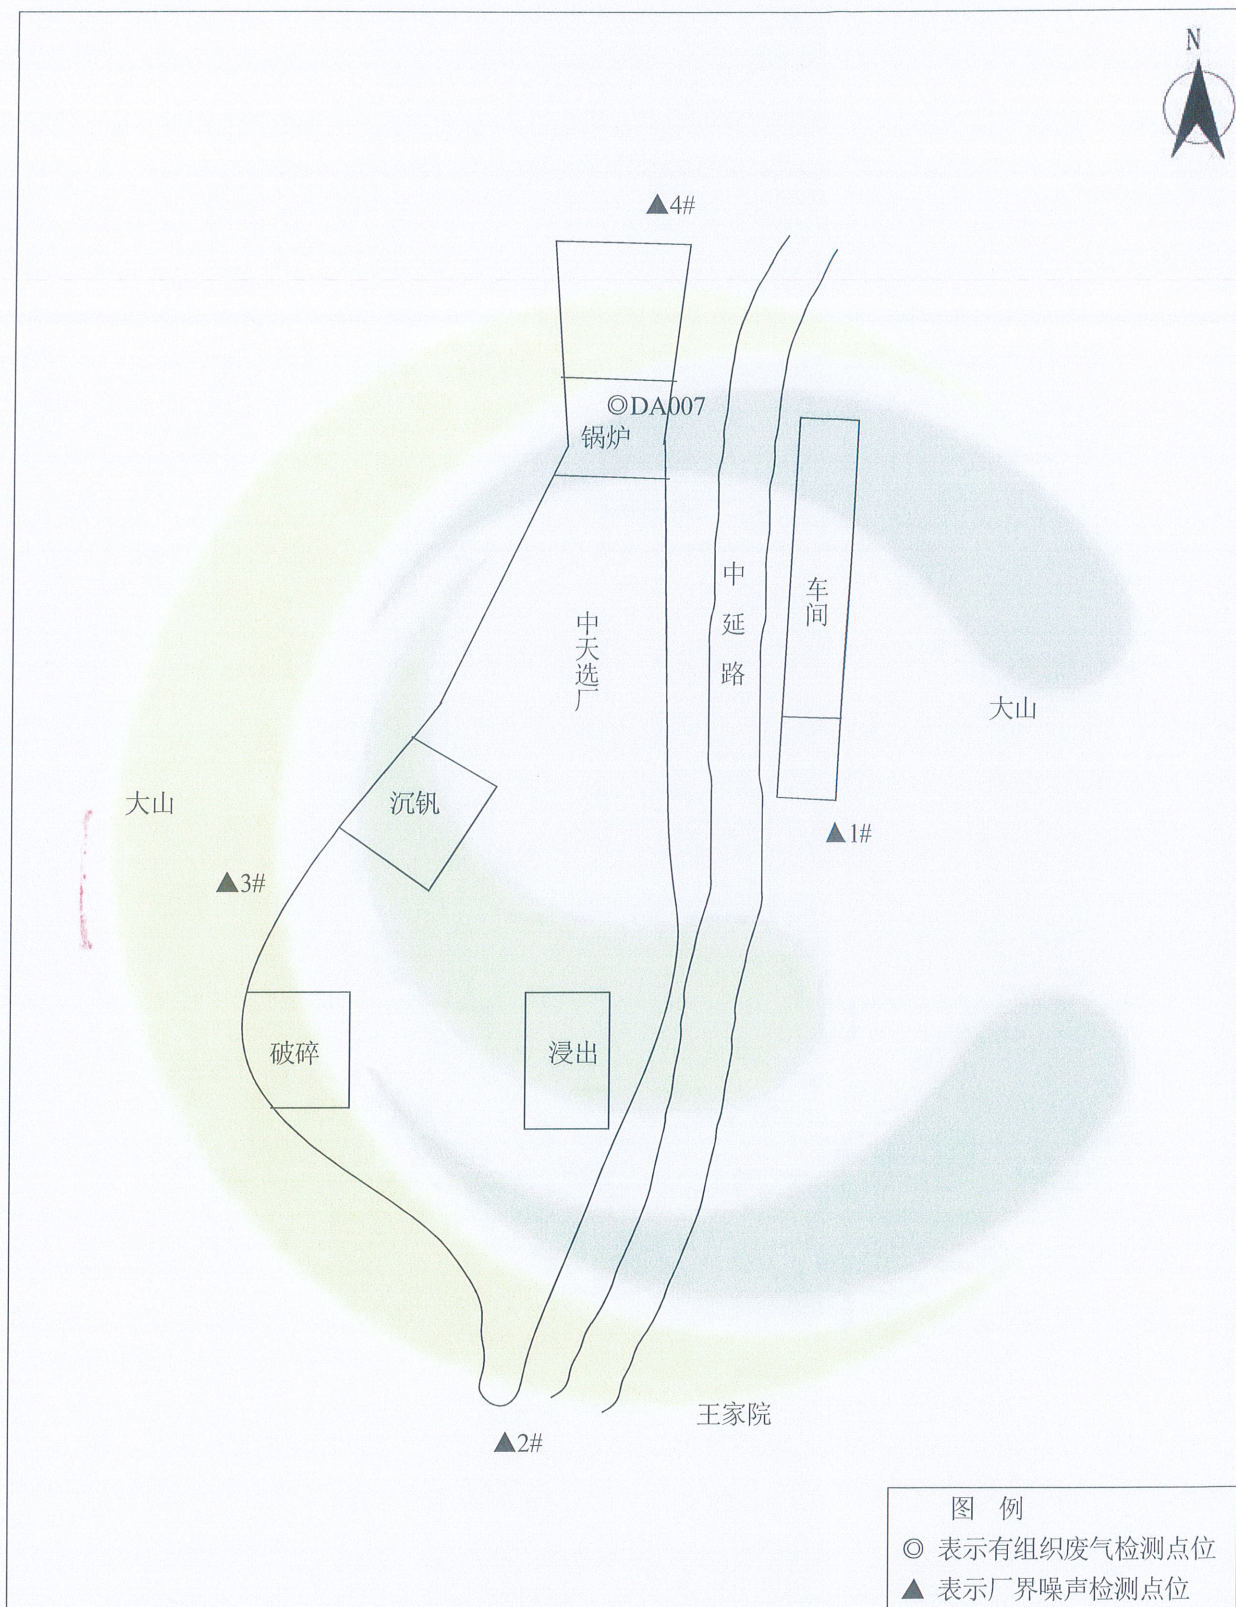 N
▲4#
◎DA007
锅炉
中延路
车间
中天选厂
大山
大山
沉钒
▲1#
▲3#
破碎
浸出
王家院
▲2#
图 例
◎ 表示有组织废气检测点位
▲ 表示厂界噪声检测点位